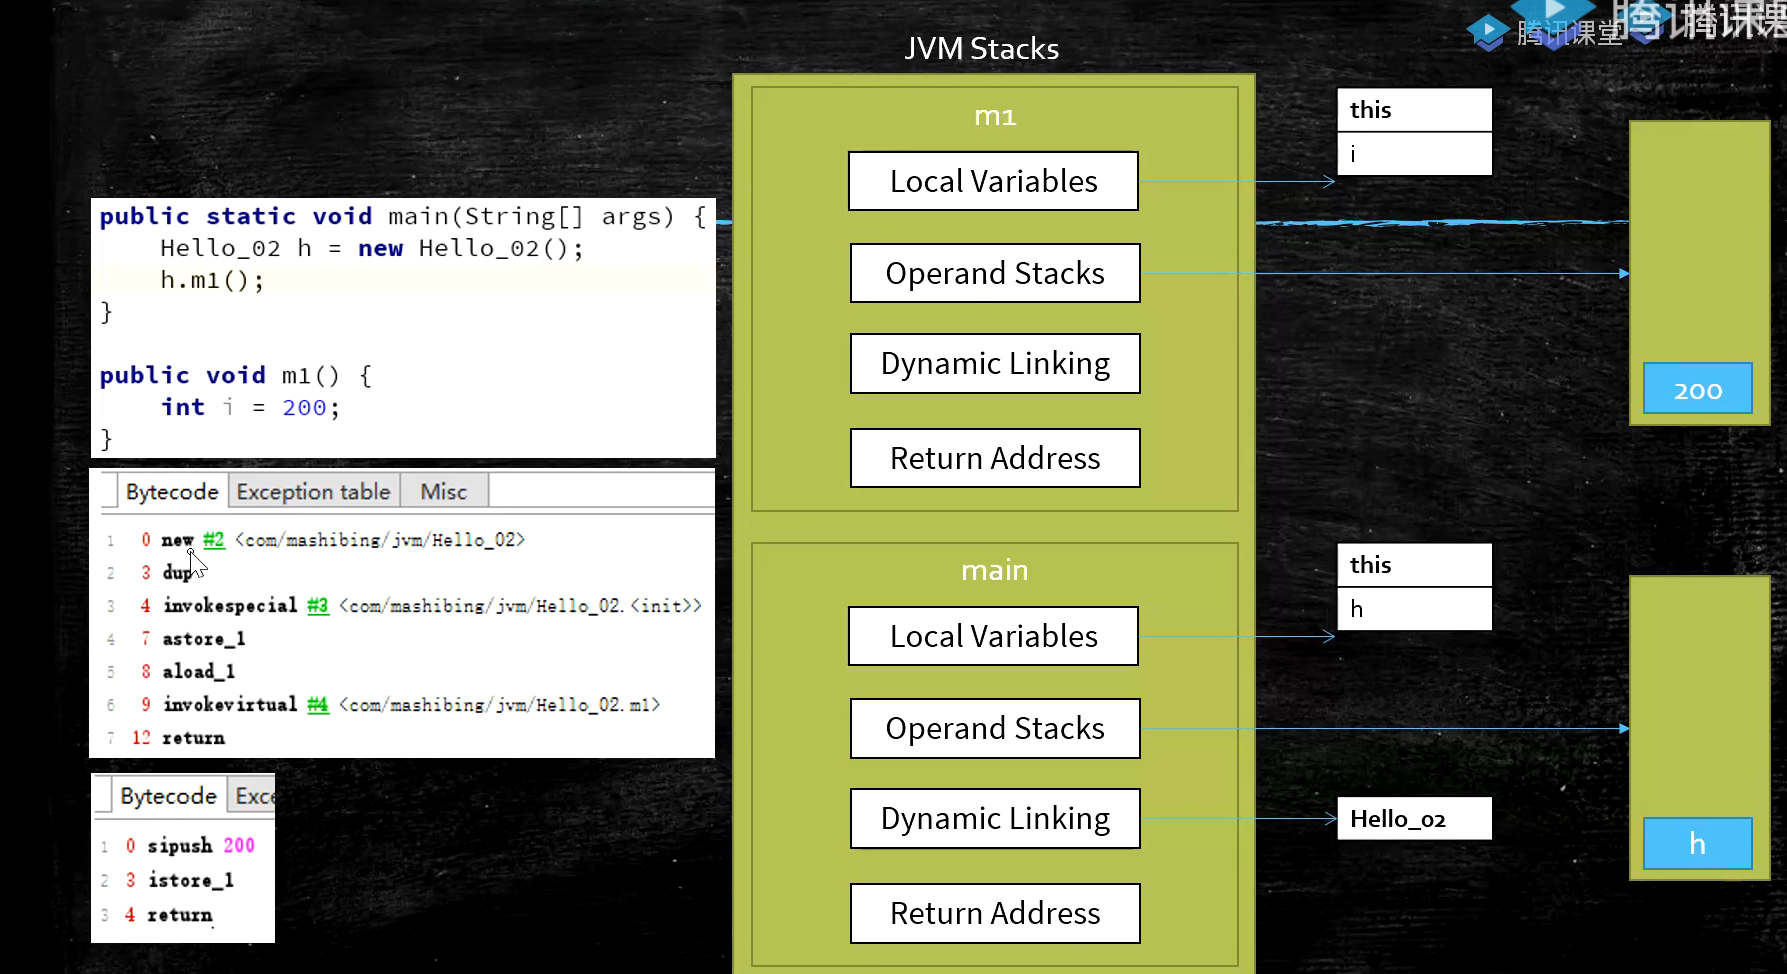 腾讯课堂
腾讯课
JVM Stacks
m1
Local Variables
Operand Stacks
Dynamic Linking
Return Address
this
i
200
public static void main(String[] args) {
    Hello_02 h = new Hello_02();
    h.m1();
}
public void m1() {
    int i = 200;
}
Bytecode Exception table Misc
1 0 new #2 <com/mashibing/jvm/Hello_02>
2 3 dup
3 4 invokespecial #3 <com/mashibing/jvm/Hello_02.<init>>
4 7 astore_1
5 8 aload_1
6 9 invokevirtual #4 <com/mashibing/jvm/Hello_02.m1>
7 12 return
Bytecode Exce
1 0 sipush 200
2 3 istore_1
3 4 return
main
Local Variables
Operand Stacks
Dynamic Linking
Return Address
this
h
Hello_02
h